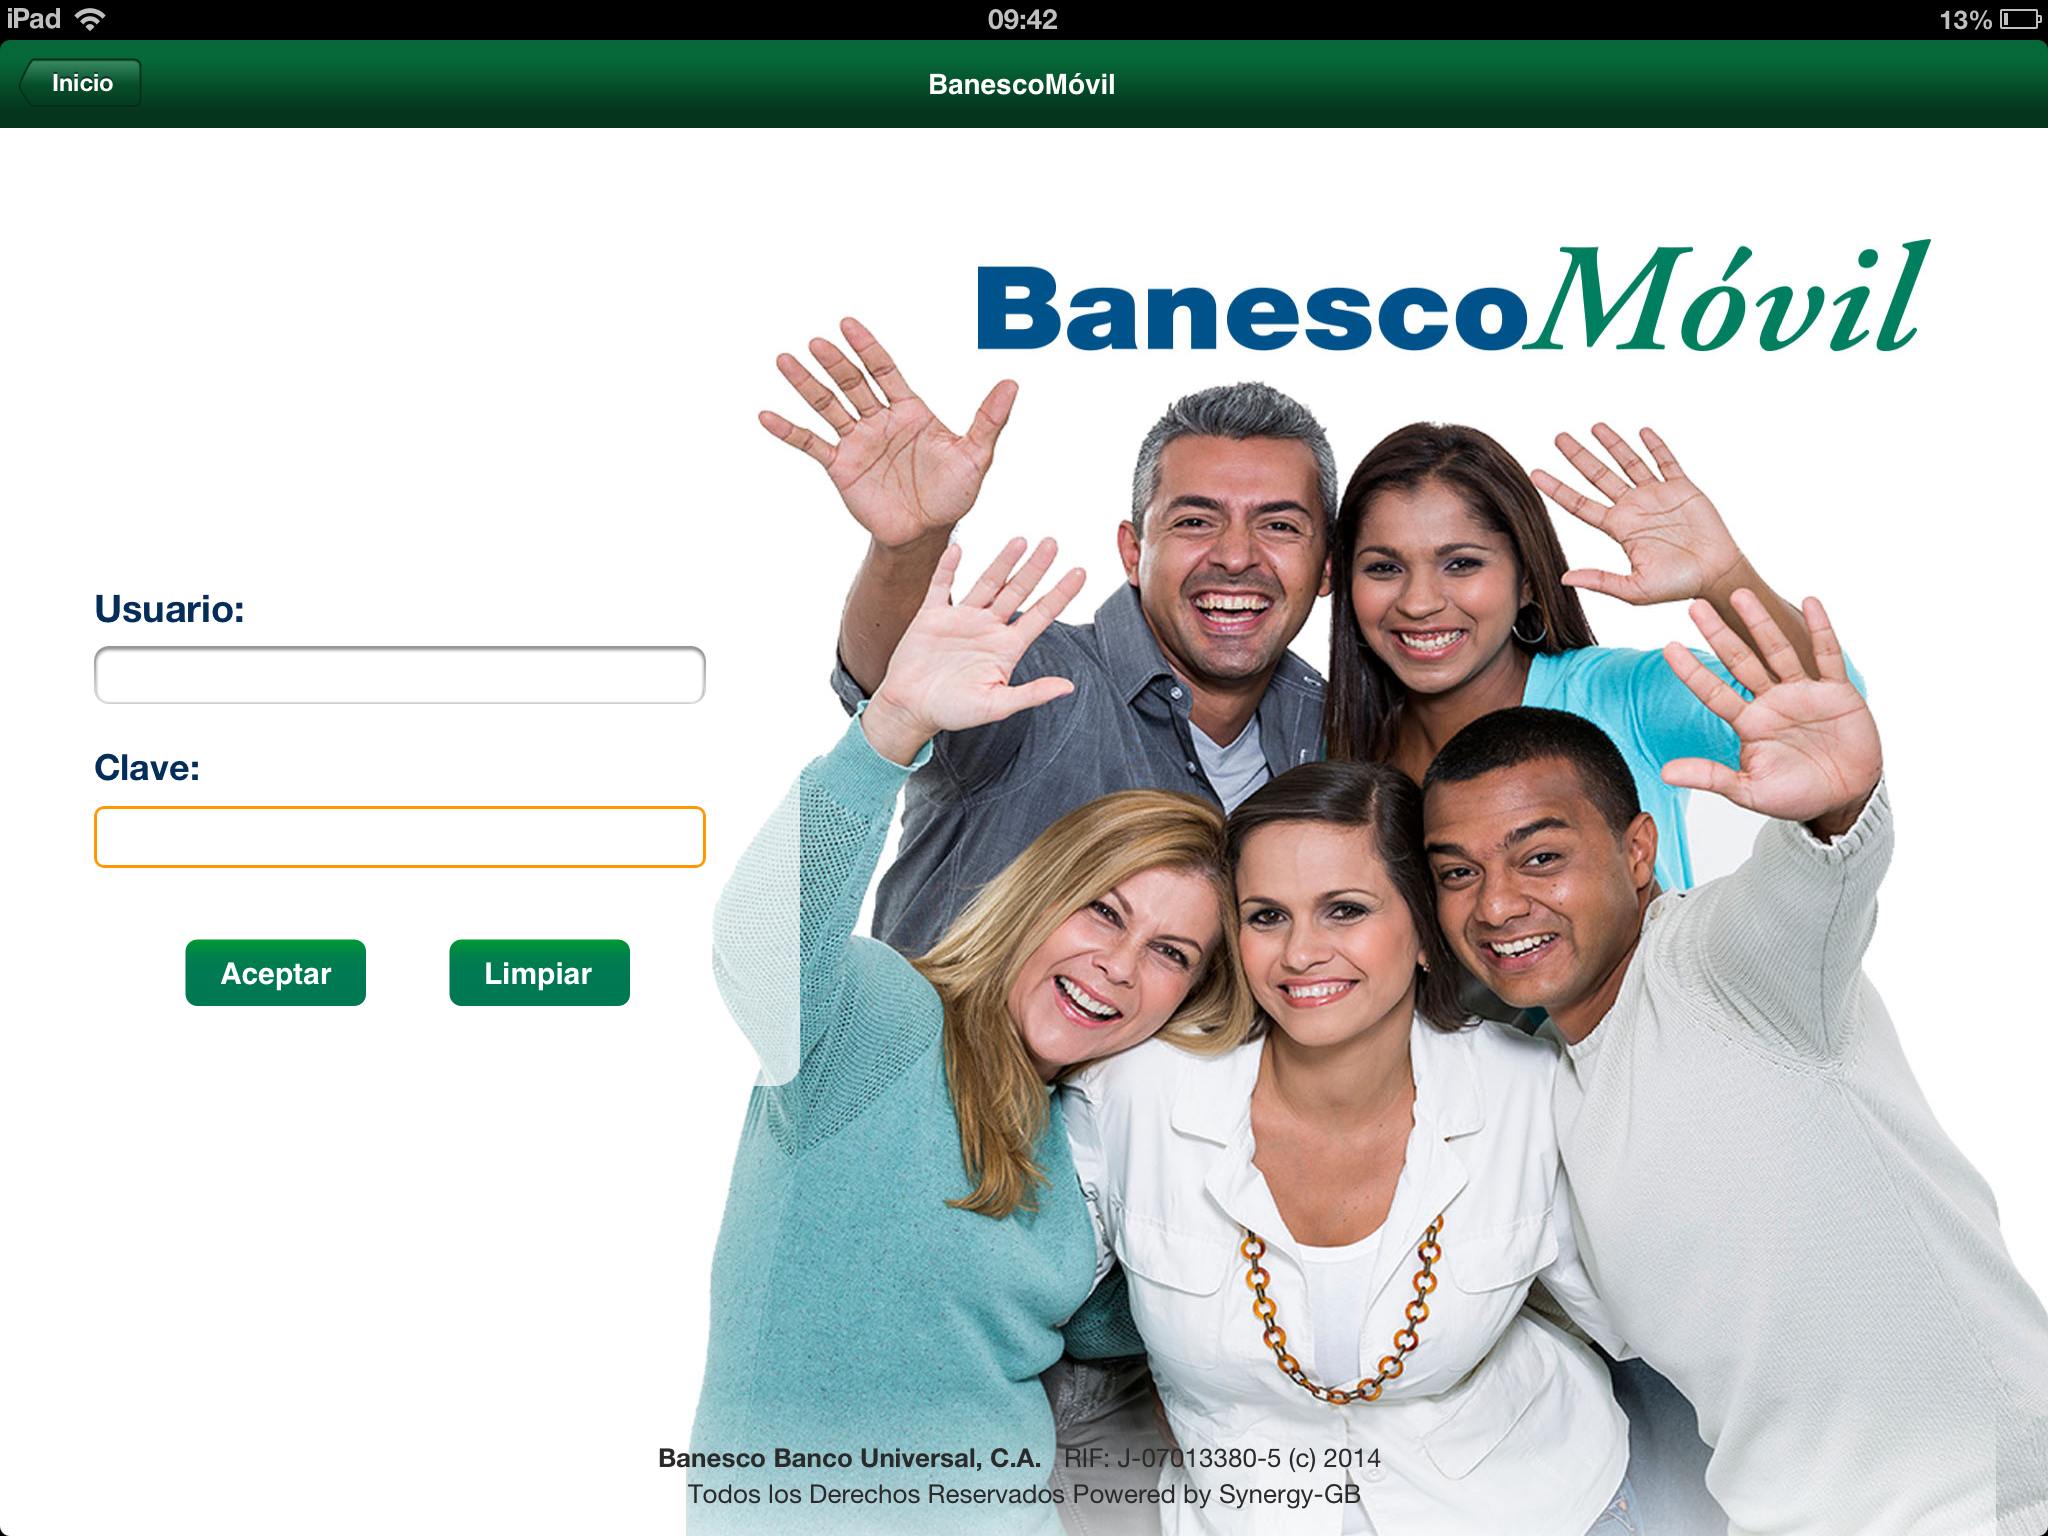 iPad 09:42 13%
Inicio BanescoMóvil
BanescoMóvil
Usuario:
Clave:
Aceptar Limpiar
Banesco Banco Universal, C.A. RIF: J-07013380-5 (c) 2014
Todos los Derechos Reservados Powered by Synergy-GB